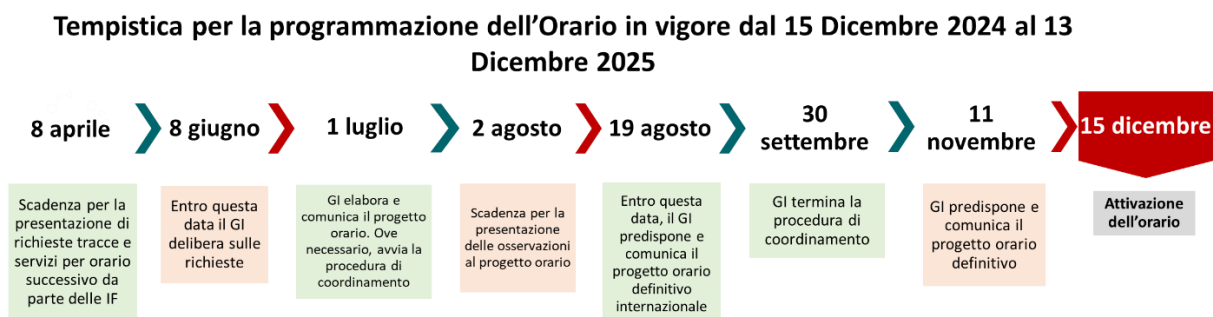 Tempistica per la programmazione dell'Orario in vigore dal 15 Dicembre 2024 al 13
Dicembre 2025
8 aprile
8 giugno
1 luglio
2 agosto
19 agosto
30
settembre
11
novembre
15 dicembre
Scadenza per la
presentazione di
richieste tracce e
servizi per orario
successivo da
parte delle IF
Entro questa
data il GI
delibera sulle
richieste
GI elabora e
comunica il progetto
orario. Ove
necessario, avvia la
procedura di
coordinamento
Scadenza per la
presentazione
delle osservazioni
al progetto orario
Entro questa
data, il GI
predispone e
comunica il
progetto orario
definitivo
internazionale
GI termina la
procedura di
coordinamento
GI predispone e
comunica il
progetto orario
definitivo
Attivazione
dell'orario